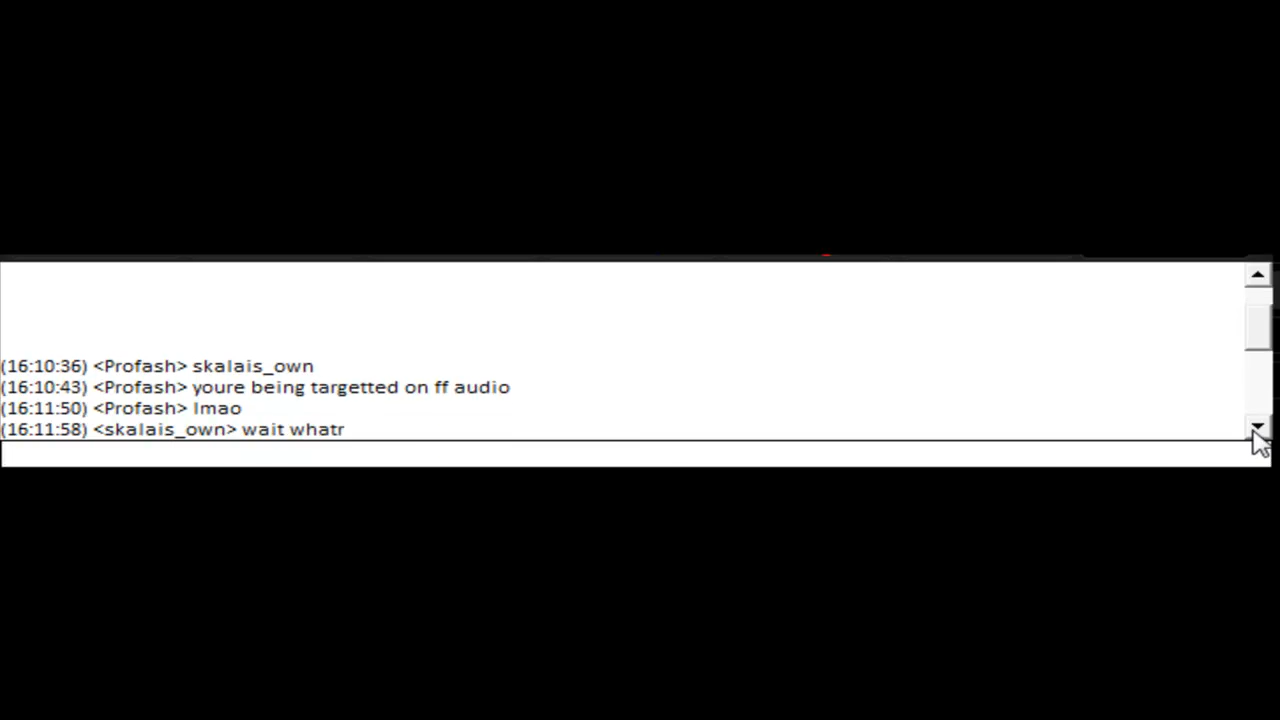 (16:10:36) <Profash> skalais_own
(16:10:43) <Profash> youre being targetted on ff audio
(16:11:50) <Profash> lmao
(16:11:58) <skalais_own> wait whatr